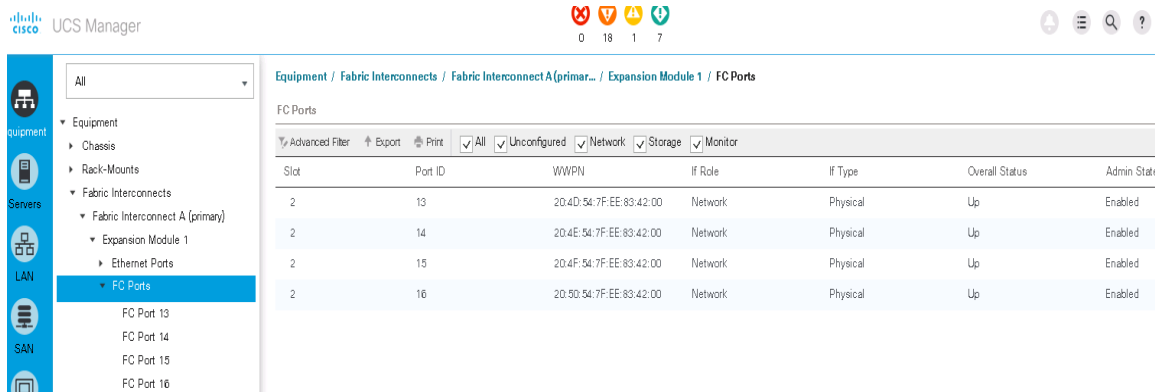 cisco UCS Manager
0 18 1 7
?
All
Equipment / Fabric Interconnects / Fabric Interconnect A (primar... / Expansion Module 1 / FC Ports
FC Ports
Advanced Filter Export Print All Unconfigured Network Storage Monitor
Slot Port ID WWPN If Role If Type Overall Status Admin State
2 13 20:4D:54:7F:EE:83:42:00 Network Physical Up Enabled
2 14 20:4E:54:7F:EE:83:42:00 Network Physical Up Enabled
2 15 20:4F:54:7F:EE:83:42:00 Network Physical Up Enabled
2 16 20:50:54:7F:EE:83:42:00 Network Physical Up Enabled
quipment
Servers
LAN
SAN
Equipment
Chassis
Rack-Mounts
Fabric Interconnects
Fabric Interconnect A (primary)
Expansion Module 1
Ethernet Ports
FC Ports
FC Port 13
FC Port 14
FC Port 15
FC Port 16